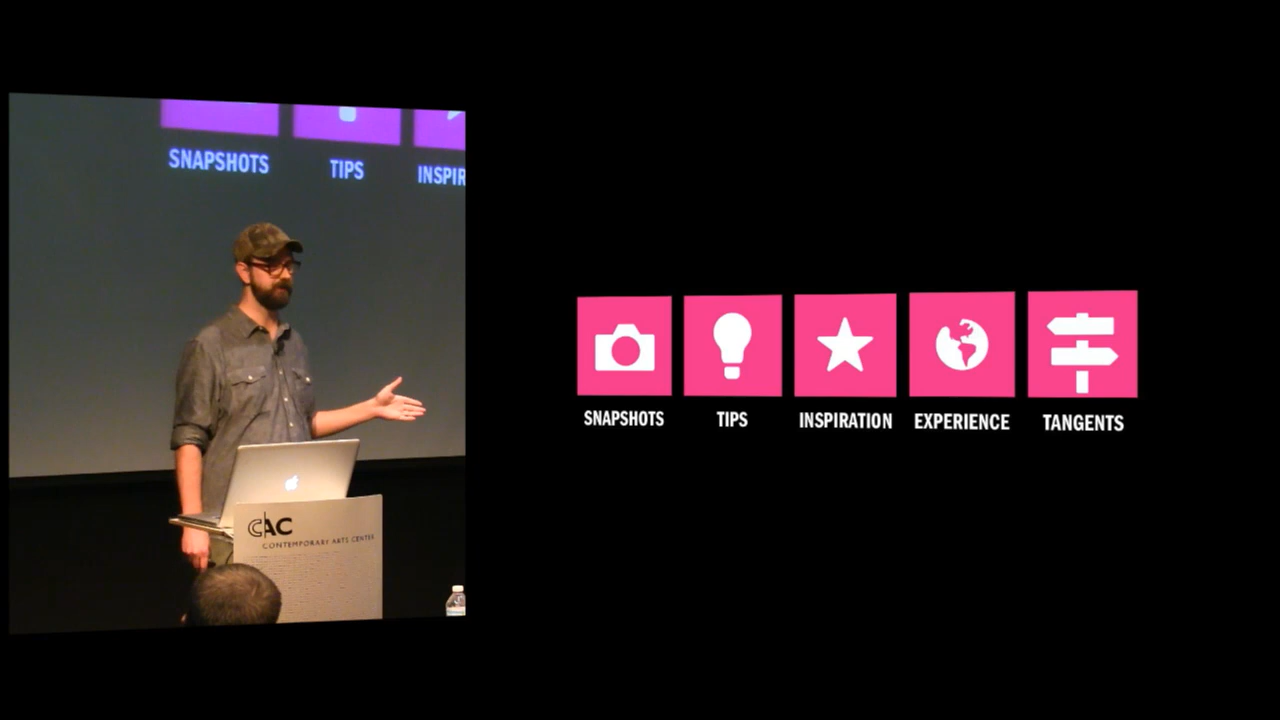 SNAPSHOTS
TIPS
INSPIR
CAC
CONTEMPORARY ARTS CENTER
SNAPSHOTS
TIPS
INSPIRATION
EXPERIENCE
TANGENTS